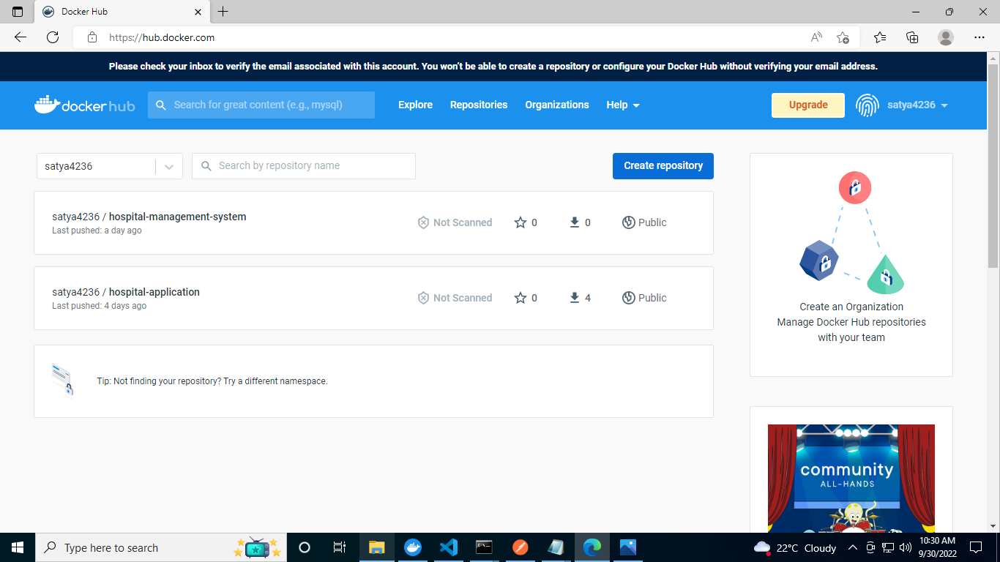 Docker Hub
https://hub.docker.com
Please check your inbox to verify the email associated with this account. You won't be able to create a repository or configure your Docker Hub without verifying your email address.
docker hub
Search for great content (e.g., mysql)
Explore
Repositories
Organizations
Help
Upgrade
satya4236
satya4236
Search by repository name
Create repository
satya4236 / hospital-management-system
Last pushed: a day ago
Not Scanned
0
0
Public
satya4236 / hospital-application
Last pushed: 4 days ago
Not Scanned
0
4
Public
Tip: Not finding your repository? Try a different namespace.
Create an Organization
Manage Docker Hub repositories
with your team
community
ALL-HANDS
Type here to search
22°C Cloudy
10:30 AM
9/30/2022